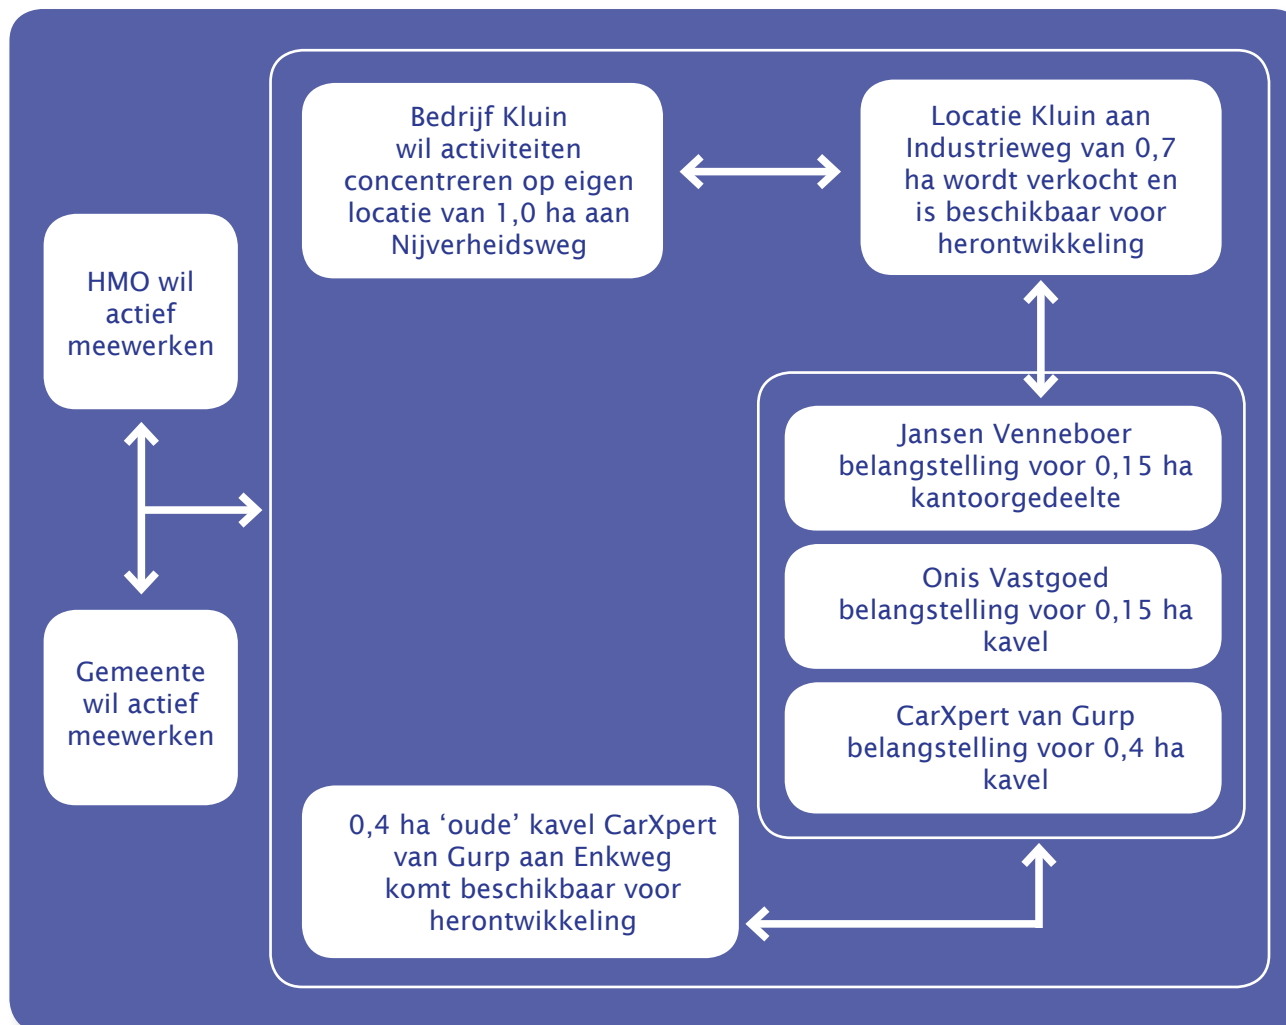 Bedrijf Kluin
wil activiteiten
concentreren op eigen
locatie van 1,0 ha aan
Nijverheidsweg
Locatie Kluin aan
Industrieweg van 0,7
ha wordt verkocht en
is beschikbaar voor
herontwikkeling
HMO wil
actief
meewerken
Gemeente
wil actief
meewerken
Jansen Venneboer
belangstelling voor 0,15 ha
kantoorgedeelte
Onis Vastgoed
belangstelling voor 0,15 ha
kavel
CarXpert van Gurp
belangstelling voor 0,4 ha
kavel
0,4 ha ‘oude’ kavel CarXpert
van Gurp aan Enkweg
komt beschikbaar voor
herontwikkeling